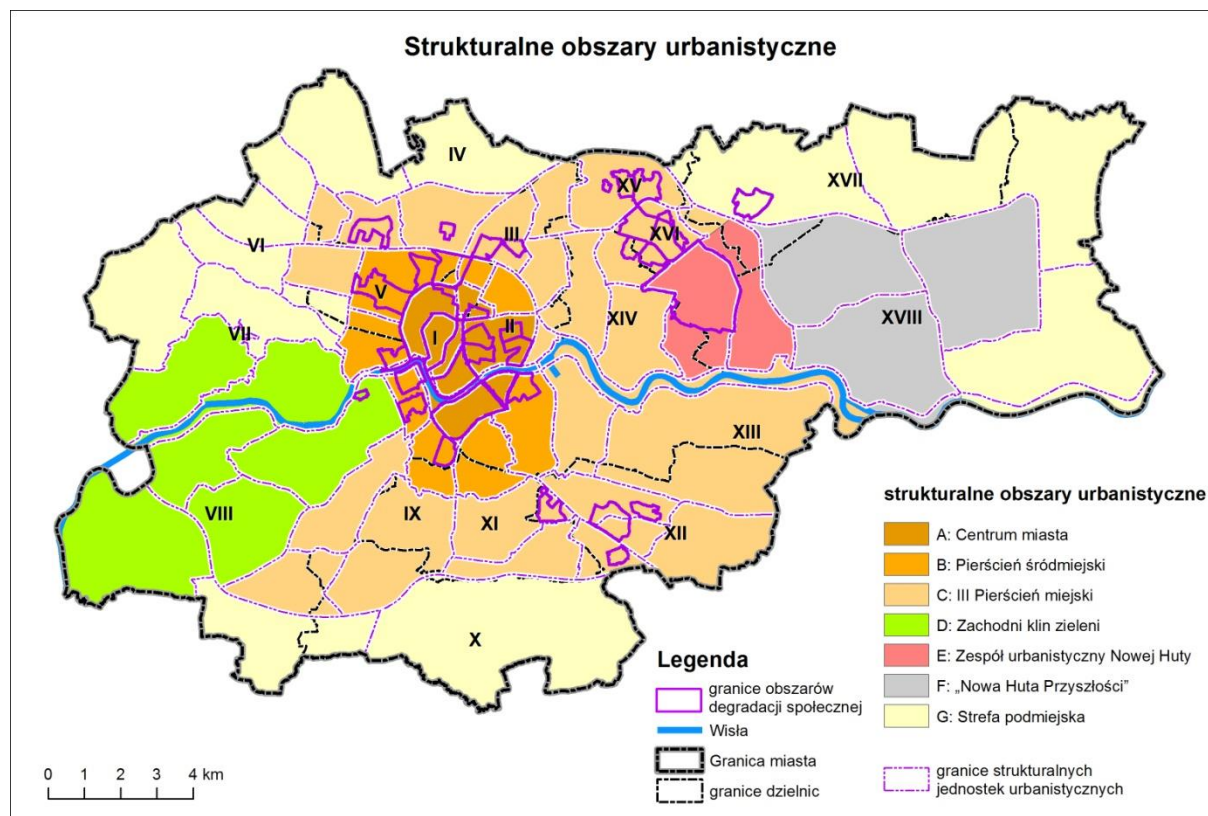 Strukturalne obszary urbanistyczne
IV
XV
XVII
III
XVI
VI
V
VII
I
II
XIV
XVIII
XIII
VIII
IX
XI
XII
X
strukturalne obszary urbanistyczne
A: Centrum miasta
B: Pierścień śródmiejski
C: III Pierścień miejski
D: Zachodni klin zieleni
E: Zespół urbanistyczny Nowej Huty
F: „Nowa Huta Przyszłości”
G: Strefa podmiejska
granice strukturalnych
jednostek urbanistycznych
Legenda
granice obszarów
degradacji społecznej
Wisła
Granica miasta
granice dzielnic
0 1 2 3 4 km